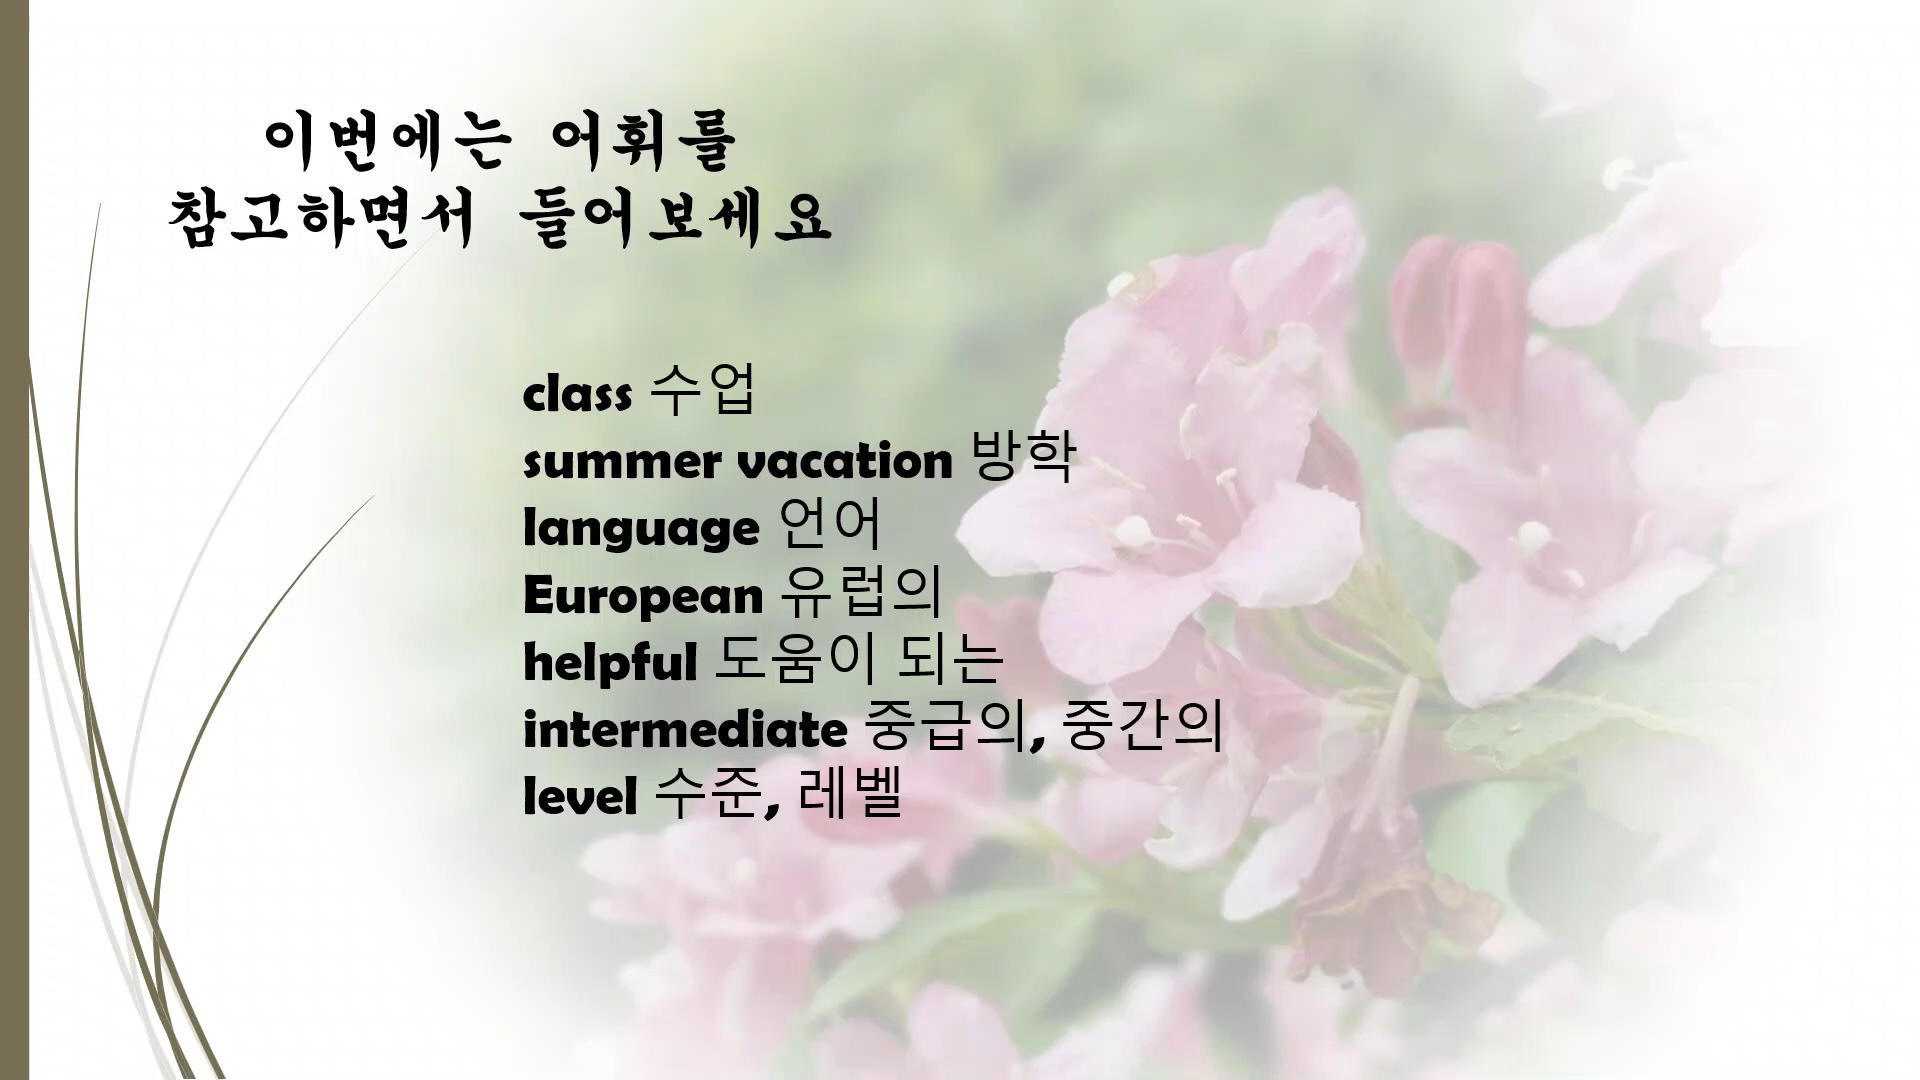 이번에는 어휘를
참고하면서 들어보세요
class 수업
summer vacation 방학
language 언어
European 유럽의
helpful 도움이 되는
intermediate 중급의, 중간의
level 수준, 레벨